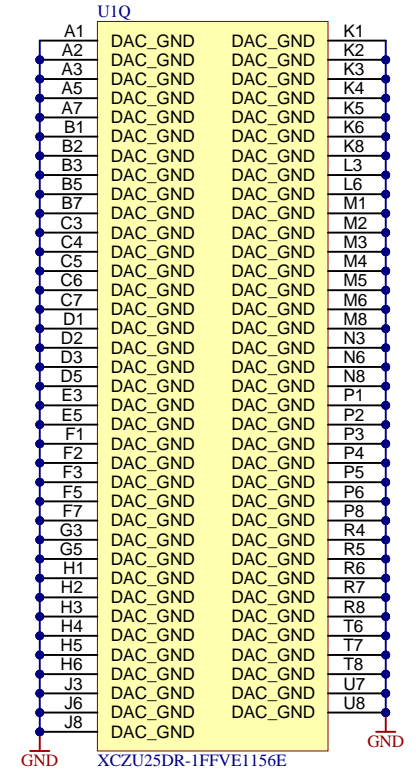 U1Q
A1 DAC_GND DAC_GND K1
A2 DAC_GND DAC_GND K2
A3 DAC_GND DAC_GND K3
A5 DAC_GND DAC_GND K4
A7 DAC_GND DAC_GND K5
B1 DAC_GND DAC_GND K6
B2 DAC_GND DAC_GND K8
B3 DAC_GND DAC_GND L3
B5 DAC_GND DAC_GND L6
B7 DAC_GND DAC_GND M1
C3 DAC_GND DAC_GND M2
C4 DAC_GND DAC_GND M3
C5 DAC_GND DAC_GND M4
C6 DAC_GND DAC_GND M5
C7 DAC_GND DAC_GND M6
D1 DAC_GND DAC_GND M8
D2 DAC_GND DAC_GND N3
D3 DAC_GND DAC_GND N6
D5 DAC_GND DAC_GND N8
E3 DAC_GND DAC_GND P1
E5 DAC_GND DAC_GND P2
F1 DAC_GND DAC_GND P3
F2 DAC_GND DAC_GND P4
F3 DAC_GND DAC_GND P5
F5 DAC_GND DAC_GND P6
F7 DAC_GND DAC_GND P8
G3 DAC_GND DAC_GND R4
G5 DAC_GND DAC_GND R5
H1 DAC_GND DAC_GND R6
H2 DAC_GND DAC_GND R7
H3 DAC_GND DAC_GND R8
H4 DAC_GND DAC_GND T6
H5 DAC_GND DAC_GND T7
H6 DAC_GND DAC_GND T8
J3 DAC_GND DAC_GND U7
J6 DAC_GND DAC_GND U8
J8 DAC_GND
GND
GND
XCZU25DR-1FFVE1156E